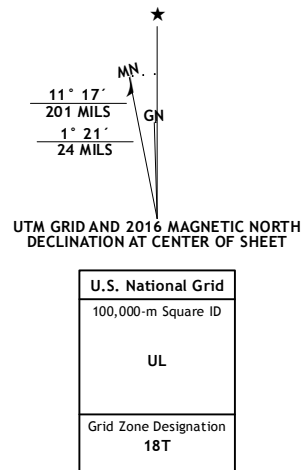 ★
MN
GN
11° 17´
201 MILS
1° 21´
24 MILS
UTM GRID AND 2016 MAGNETIC NORTH
DECLINATION AT CENTER OF SHEET
U.S. National Grid
100,000-m Square ID
UL
Grid Zone Designation
18T